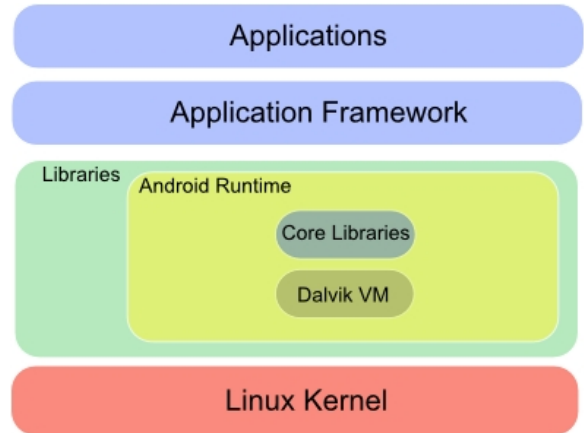 Applications
Application Framework
Libraries
Android Runtime
Core Libraries
Dalvik VM
Linux Kernel